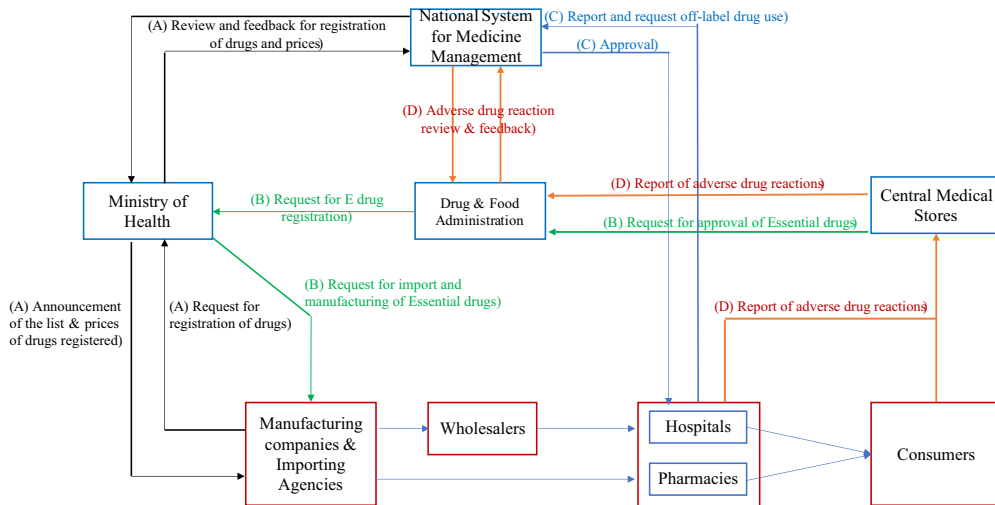 National System
for Medicine
Management
(A) Review and feedback for registration
of drugs and prices)
(C) Report and request off-label drug use)
(C) Approval)
(D) Adverse drug reaction
review & feedback)
Ministry of
Health
(B) Request for E drug
registration)
Drug & Food
Administration
(D) Report of adverse drug reactions)
(B) Request for approval of Essential drugs)
Central Medical
Stores
(B) Request for import and
manufacturing of Essential drugs)
(A) Announcement
of the list & prices
of drugs registered)
(A) Request for
registration of drugs)
(D) Report of adverse drug reactions)
Manufacturing
companies &
Importing
Agencies
Wholesalers
Hospitals
Pharmacies
Consumers